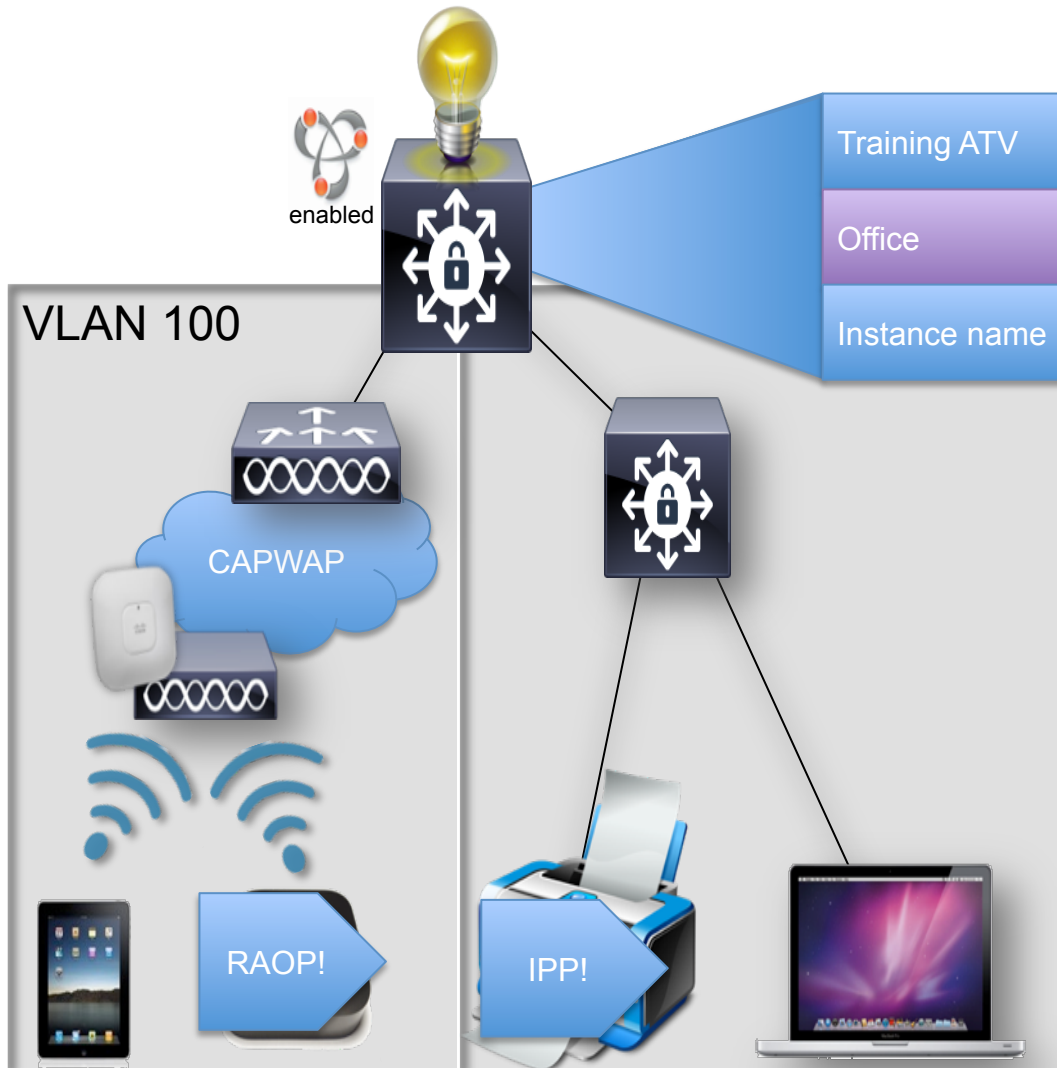 enabled
Training ATV
Office
Instance name
VLAN 100
CAPWAP
RAOP!
IPP!